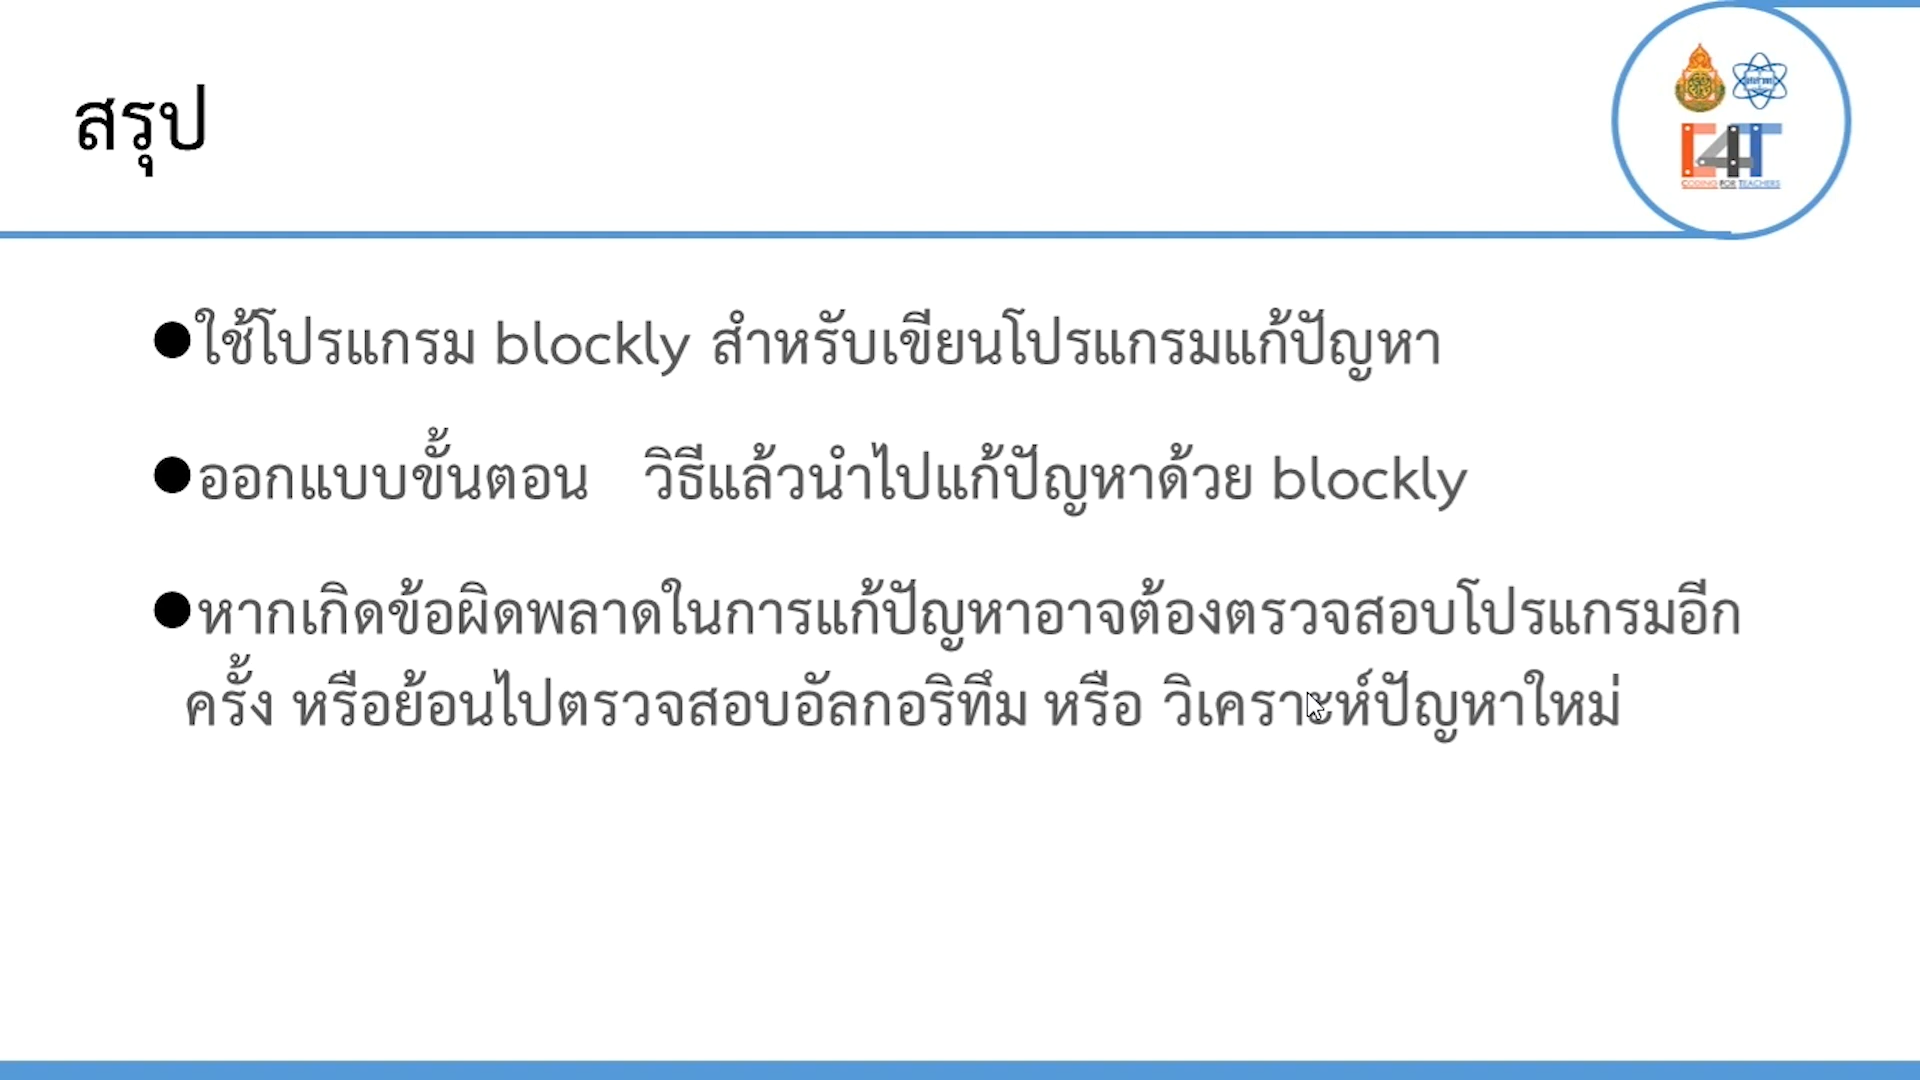 สรุป
C4T
CODING FOR TEACHERS
●ใช้โปรแกรม blockly สำหรับเขียนโปรแกรมแก้ปัญหา
●ออกแบบขั้นตอน วิธีแล้วนำไปแก้ปัญหาด้วย blockly
●หากเกิดข้อผิดพลาดในการแก้ปัญหาอาจต้องตรวจสอบโปรแกรมอีก
ครั้ง หรือย้อนไปตรวจสอบอัลกอริทึม หรือ วิเคราะห์ปัญหาใหม่